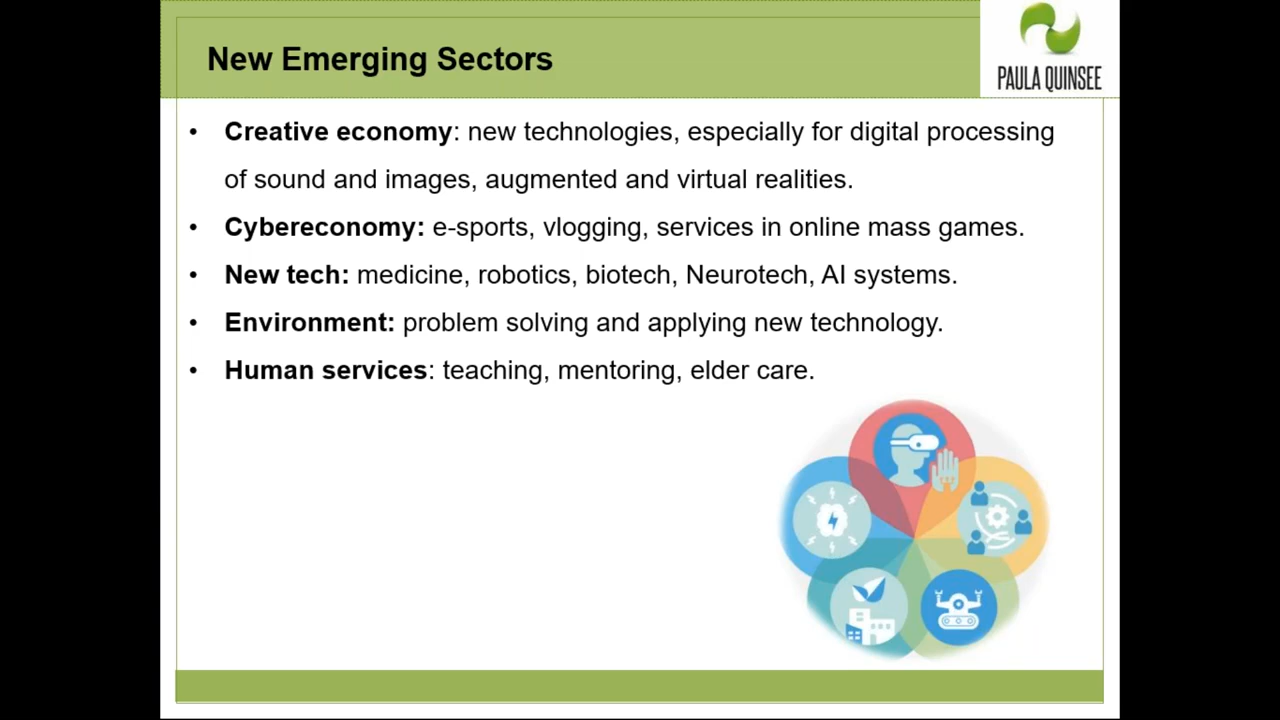 New Emerging Sectors
PAULA QUINSEE
• Creative economy: new technologies, especially for digital processing
of sound and images, augmented and virtual realities.
• Cybereconomy: e-sports, vlogging, services in online mass games.
• New tech: medicine, robotics, biotech, Neurotech, AI systems.
• Environment: problem solving and applying new technology.
• Human services: teaching, mentoring, elder care.